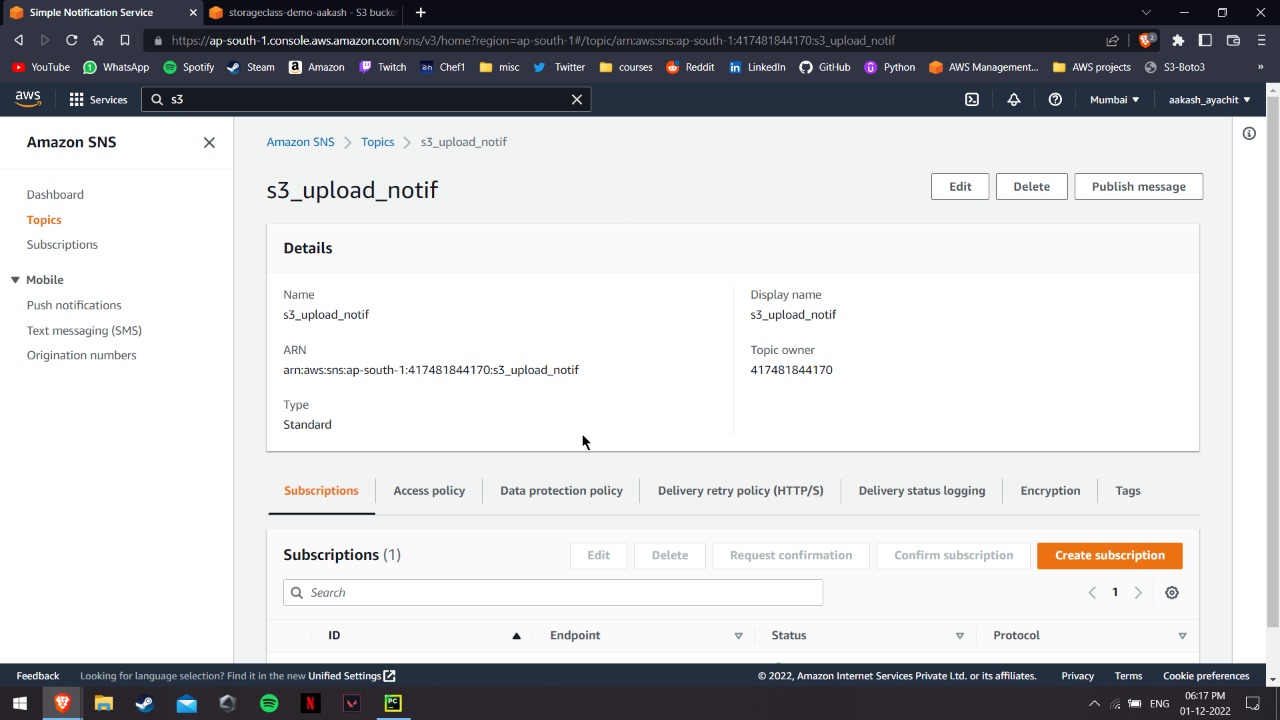 Simple Notification Service
storageclass-demo-aakash - S3 bucke
https://ap-south-1.console.aws.amazon.com/sns/v3/home?region=ap-south-1#/topic/arn:aws:sns:ap-south-1:417481844170:s3_upload_notif
2
YouTube WhatsApp Spotify Steam Amazon Twitch Chef1 misc Twitter courses Reddit LinkedIn GitHub Python AWS Management... AWS projects S3-Boto3 »
aws Services s3 Mumbai aakash_ayachit
Amazon SNS
Dashboard
Topics
Subscriptions
Mobile
Push notifications
Text messaging (SMS)
Origination numbers
Amazon SNS Topics s3_upload_notif
s3_upload_notif
Edit Delete Publish message
Details
Name
s3_upload_notif
ARN
arn:aws:sns:ap-south-1:417481844170:s3_upload_notif
Type
Standard
Display name
s3_upload_notif
Topic owner
417481844170
Subscriptions Access policy Data protection policy Delivery retry policy (HTTP/S) Delivery status logging Encryption Tags
Subscriptions (1) Edit Delete Request confirmation Confirm subscription Create subscription
Search 1
ID Endpoint Status Protocol
Feedback Looking for language selection? Find it in the new Unified Settings © 2022, Amazon Internet Services Private Ltd. or its affiliates. Privacy Terms Cookie preferences
PC ENG 06:17 PM
01-12-2022